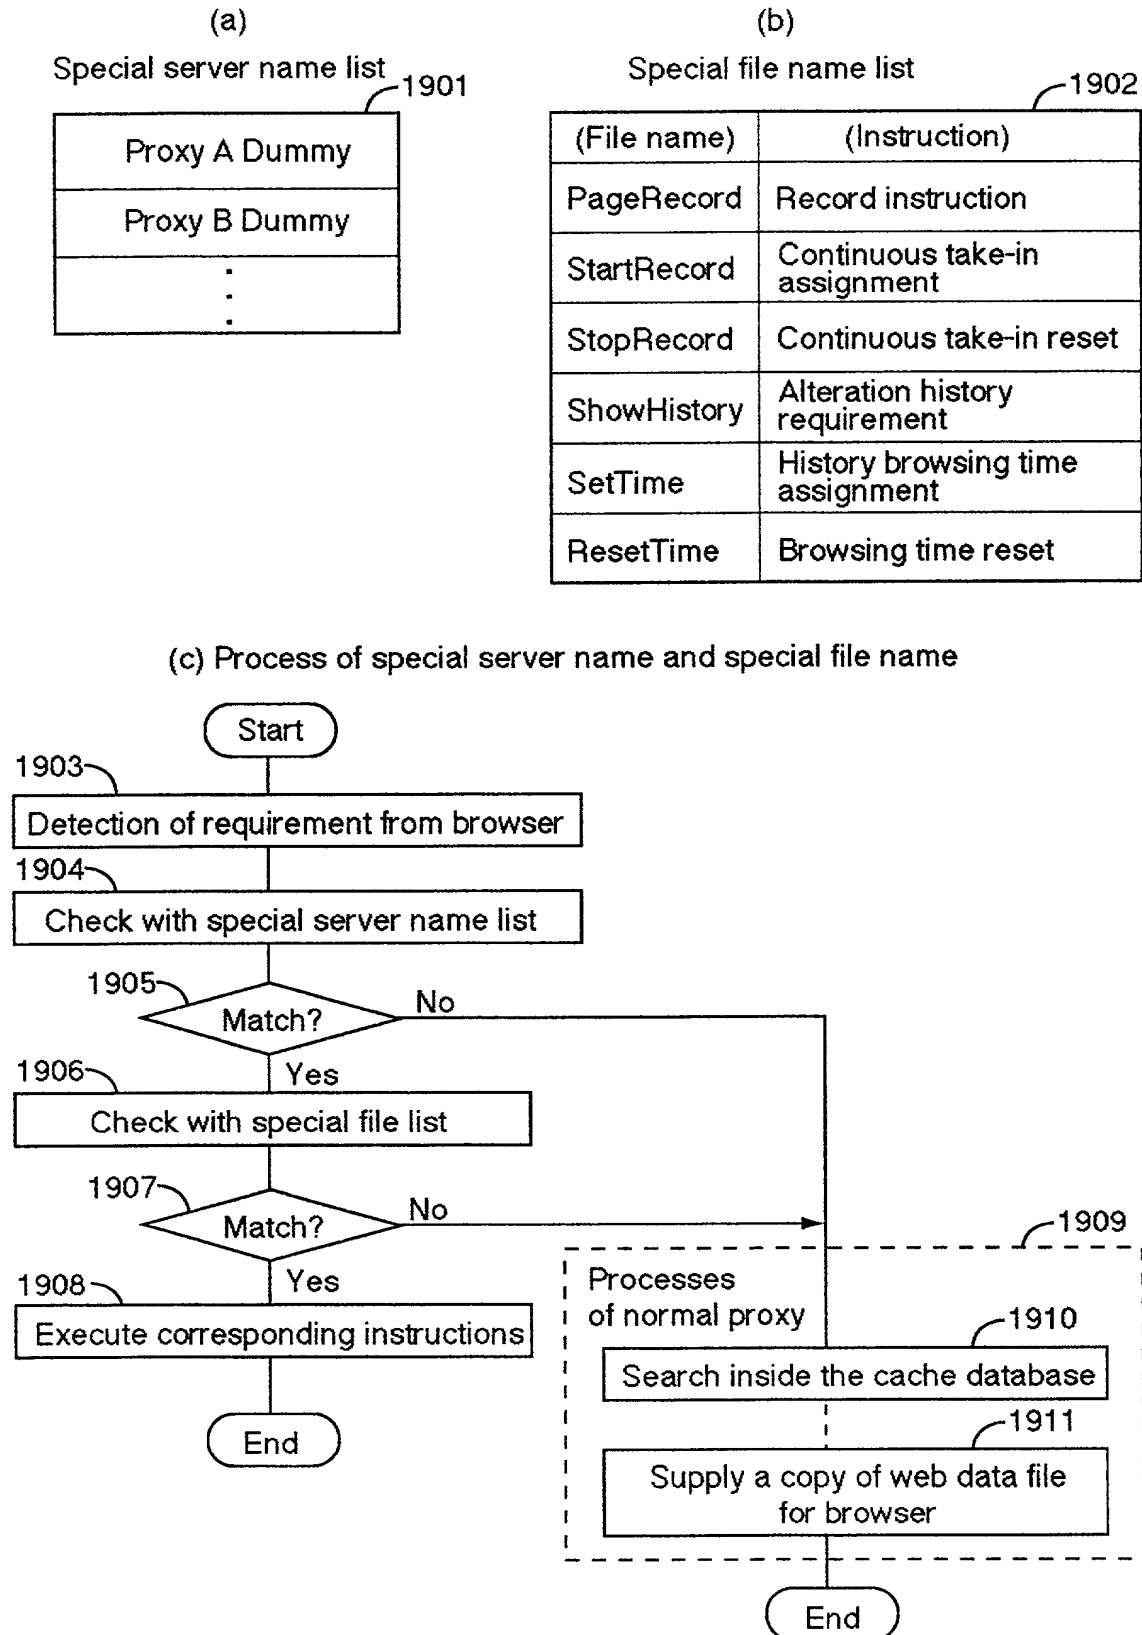 (a)
Special server name list
1901
Proxy A Dummy
Proxy B Dummy
(b)
Special file name list
1902
(File name) (Instruction)
PageRecord Record instruction
StartRecord Continuous take-in
assignment
StopRecord Continuous take-in reset
ShowHistory Alteration history
requirement
SetTime History browsing time
assignment
ResetTime Browsing time reset
(c) Process of special server name and special file name
Start
1903
Detection of requirement from browser
1904
Check with special server name list
1905
Match?
No
Yes
1906
Check with special file list
1907
Match?
No
Yes
1908
Execute corresponding instructions
End
1909
Processes
of normal proxy
1910
Search inside the cache database
1911
Supply a copy of web data file
for browser
End